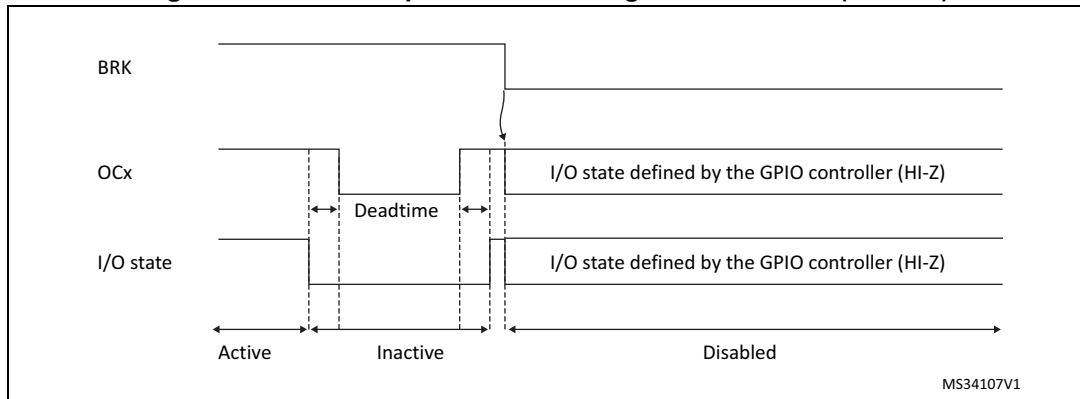 BRK
OCx
I/O state defined by the GPIO controller (HI-Z)
Deadtime
I/O state
I/O state defined by the GPIO controller (HI-Z)
Active
Inactive
Disabled
MS34107V1